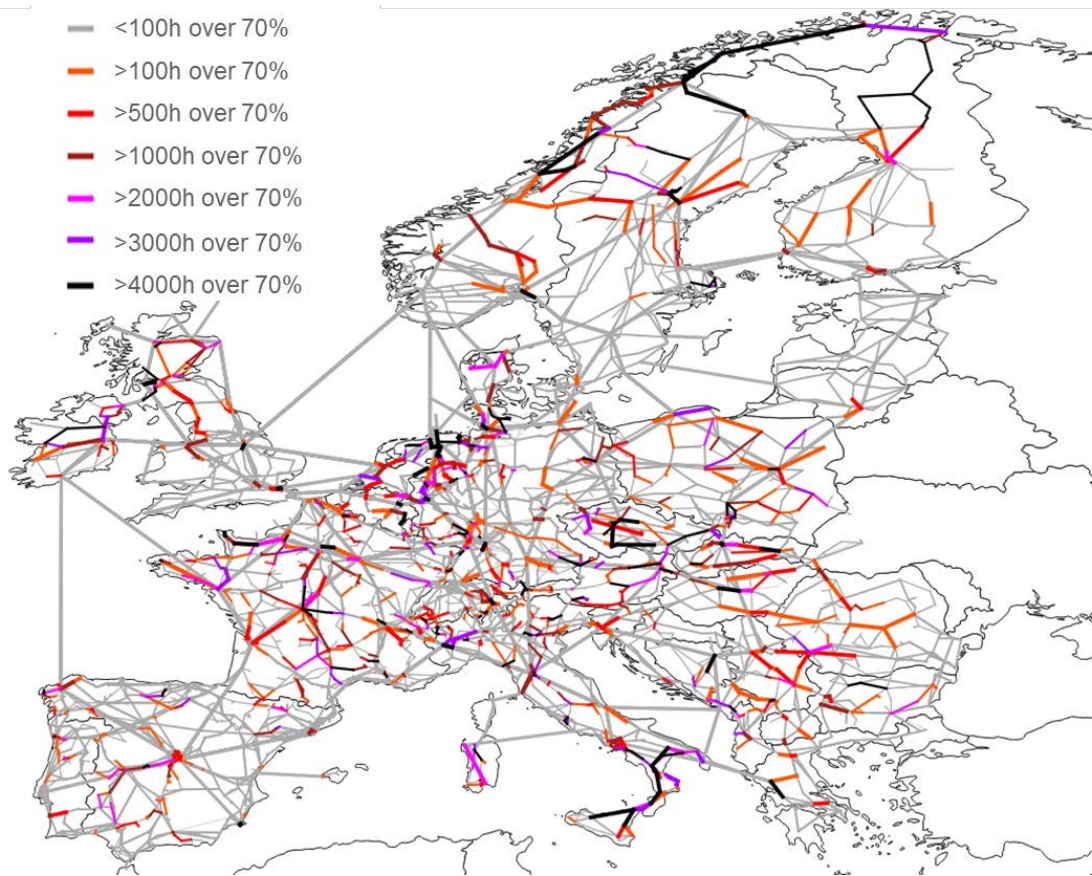 <100h over 70%
>100h over 70%
>500h over 70%
>1000h over 70%
>2000h over 70%
>3000h over 70%
>4000h over 70%